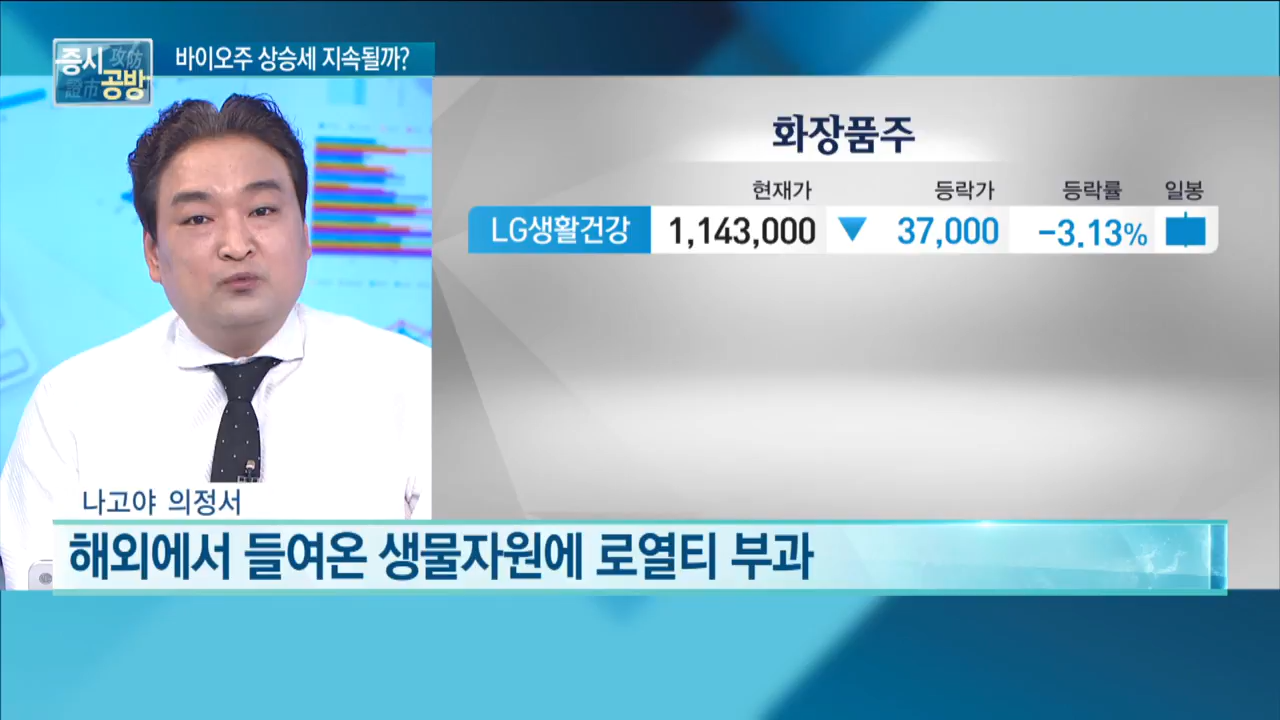 증시
攻防
證市
공방
바이오주 상승세 지속될까?
화장품주
현재가 등락가 등락률 일봉
LG생활건강 1,143,000 ▼ 37,000 -3.13%
나고야 의정서
해외에서 들여온 생물자원에 로열티 부과